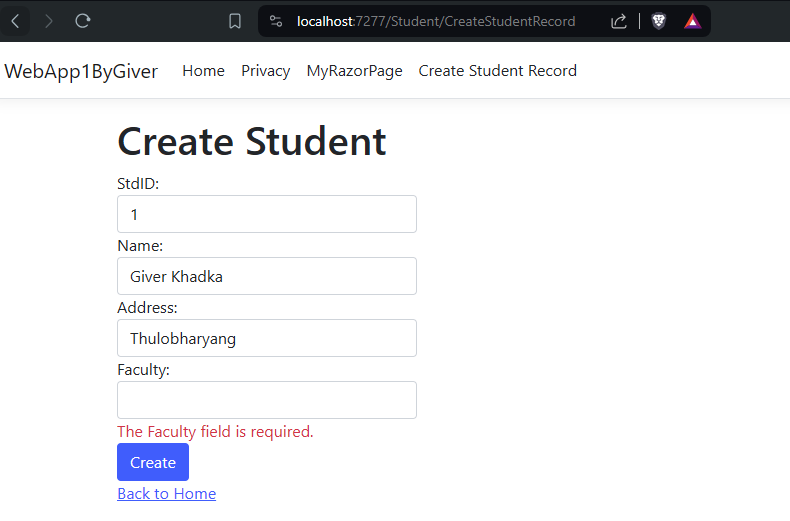 localhost:7277/Student/CreateStudentRecord
WebApp1ByGiver Home Privacy MyRazorPage Create Student Record
Create Student
StdID:
1
Name:
Giver Khadka
Address:
Thulobharyang
Faculty:
The Faculty field is required.
Create
Back to Home